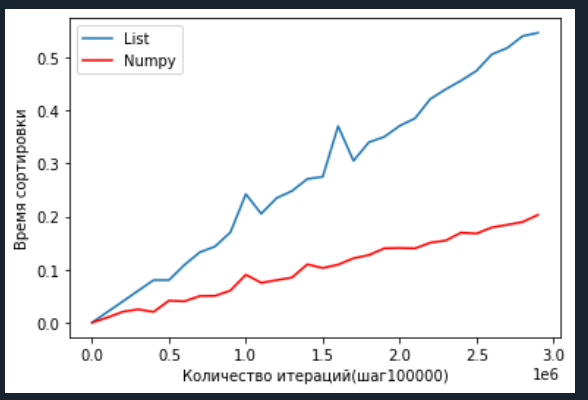 List
Numpy
Время сортировки
0.5
0.4
0.3
0.2
0.1
0.0
0.0 0.5 1.0 1.5 2.0 2.5 3.0
1e6
Количество итераций(шаг100000)